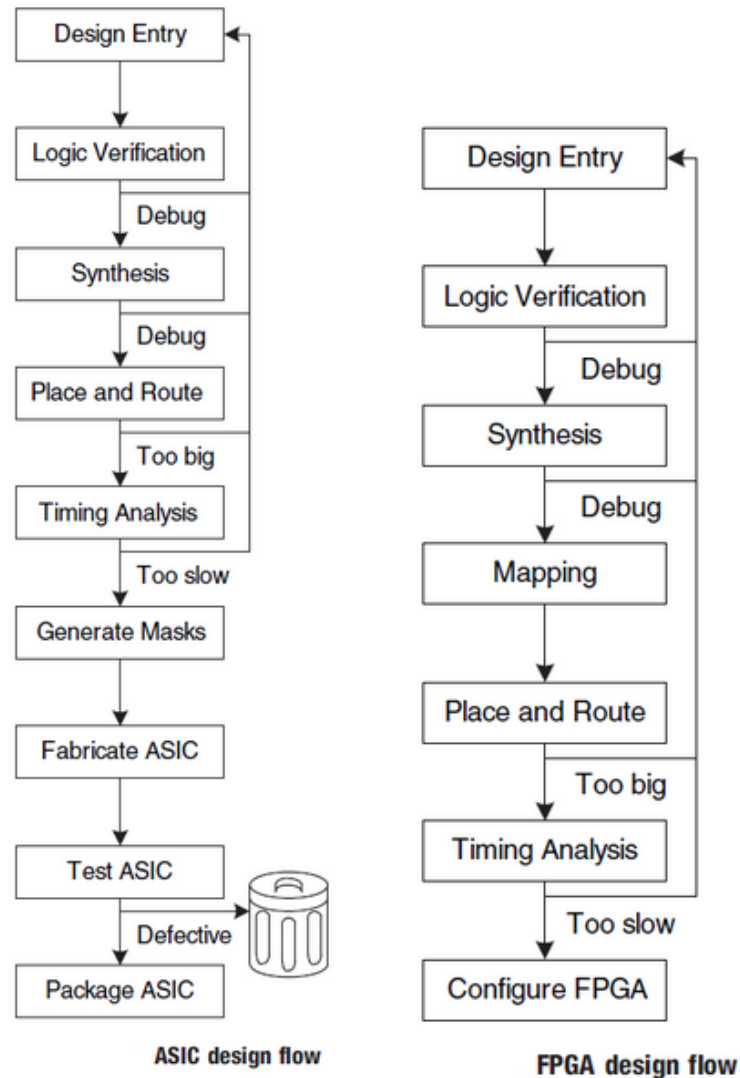 Design Entry
Logic Verification
Debug
Synthesis
Debug
Place and Route
Too big
Timing Analysis
Too slow
Generate Masks
Fabricate ASIC
Test ASIC
Defective
Package ASIC
ASIC design flow
Design Entry
Logic Verification
Debug
Synthesis
Debug
Mapping
Place and Route
Too big
Timing Analysis
Too slow
Configure FPGA
FPGA design flow